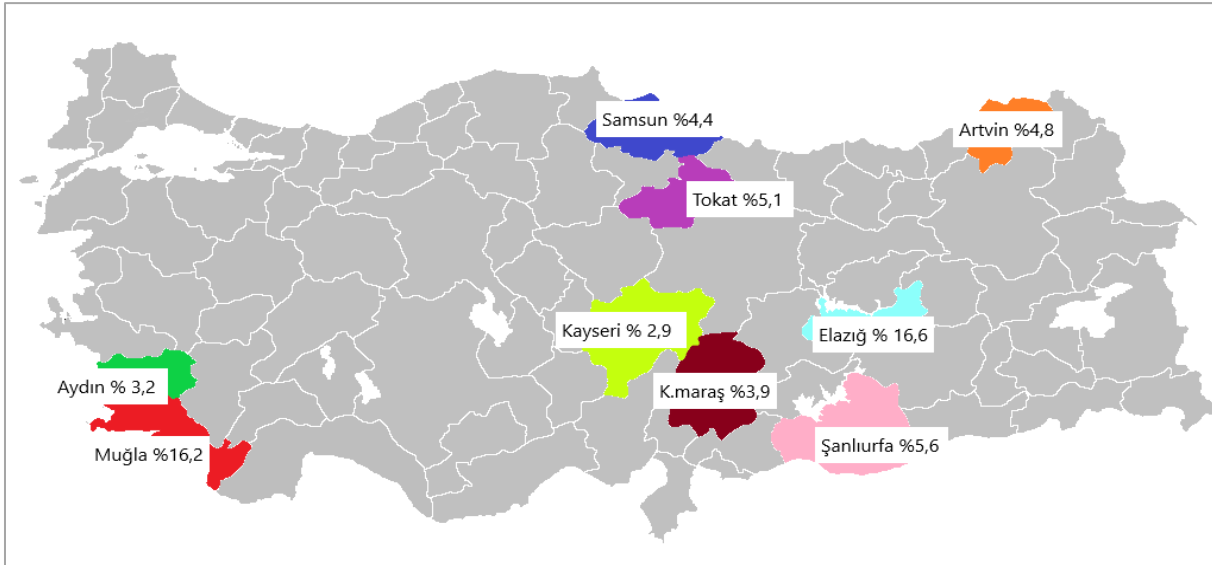 Samsun %4,4
Artvin %4,8
Tokat %5,1
Kayseri % 2,9
Elazığ % 16,6
Aydın % 3,2
K.maraş %3,9
Muğla %16,2
Şanlıurfa %5,6